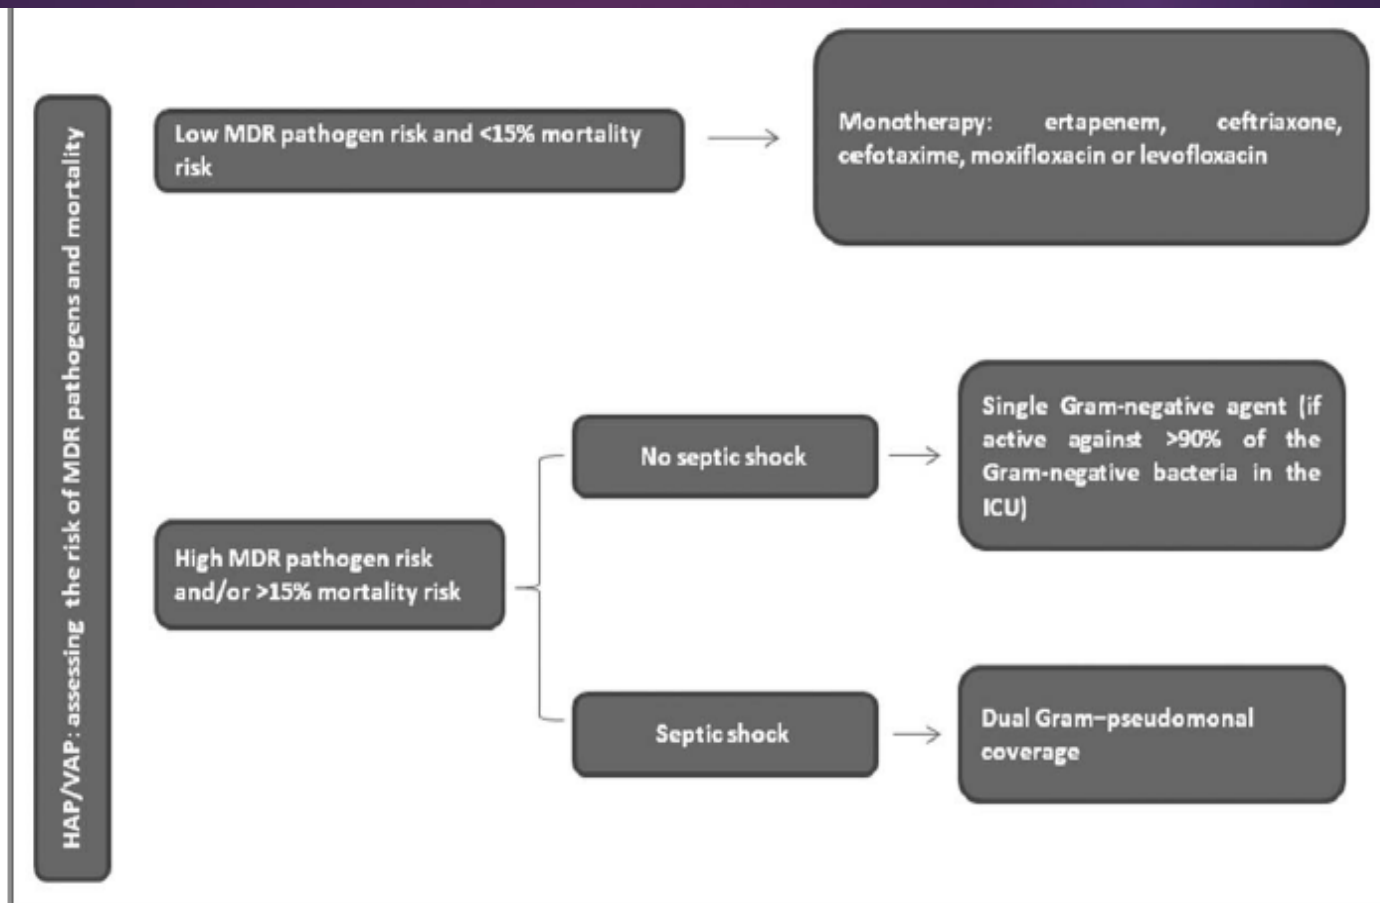 HAP/VAP: assessing the risk of MDR pathogens and mortality
Low MDR pathogen risk and <15% mortality
risk
Monotherapy: ertapenem, ceftriaxone,
cefotaxime, moxifloxacin or levofloxacin
High MDR pathogen risk
and/or >15% mortality risk
No septic shock
Single Gram-negative agent (if
active against >90% of the
Gram-negative bacteria in the
ICU)
Septic shock
Dual Gram–pseudomonal
coverage